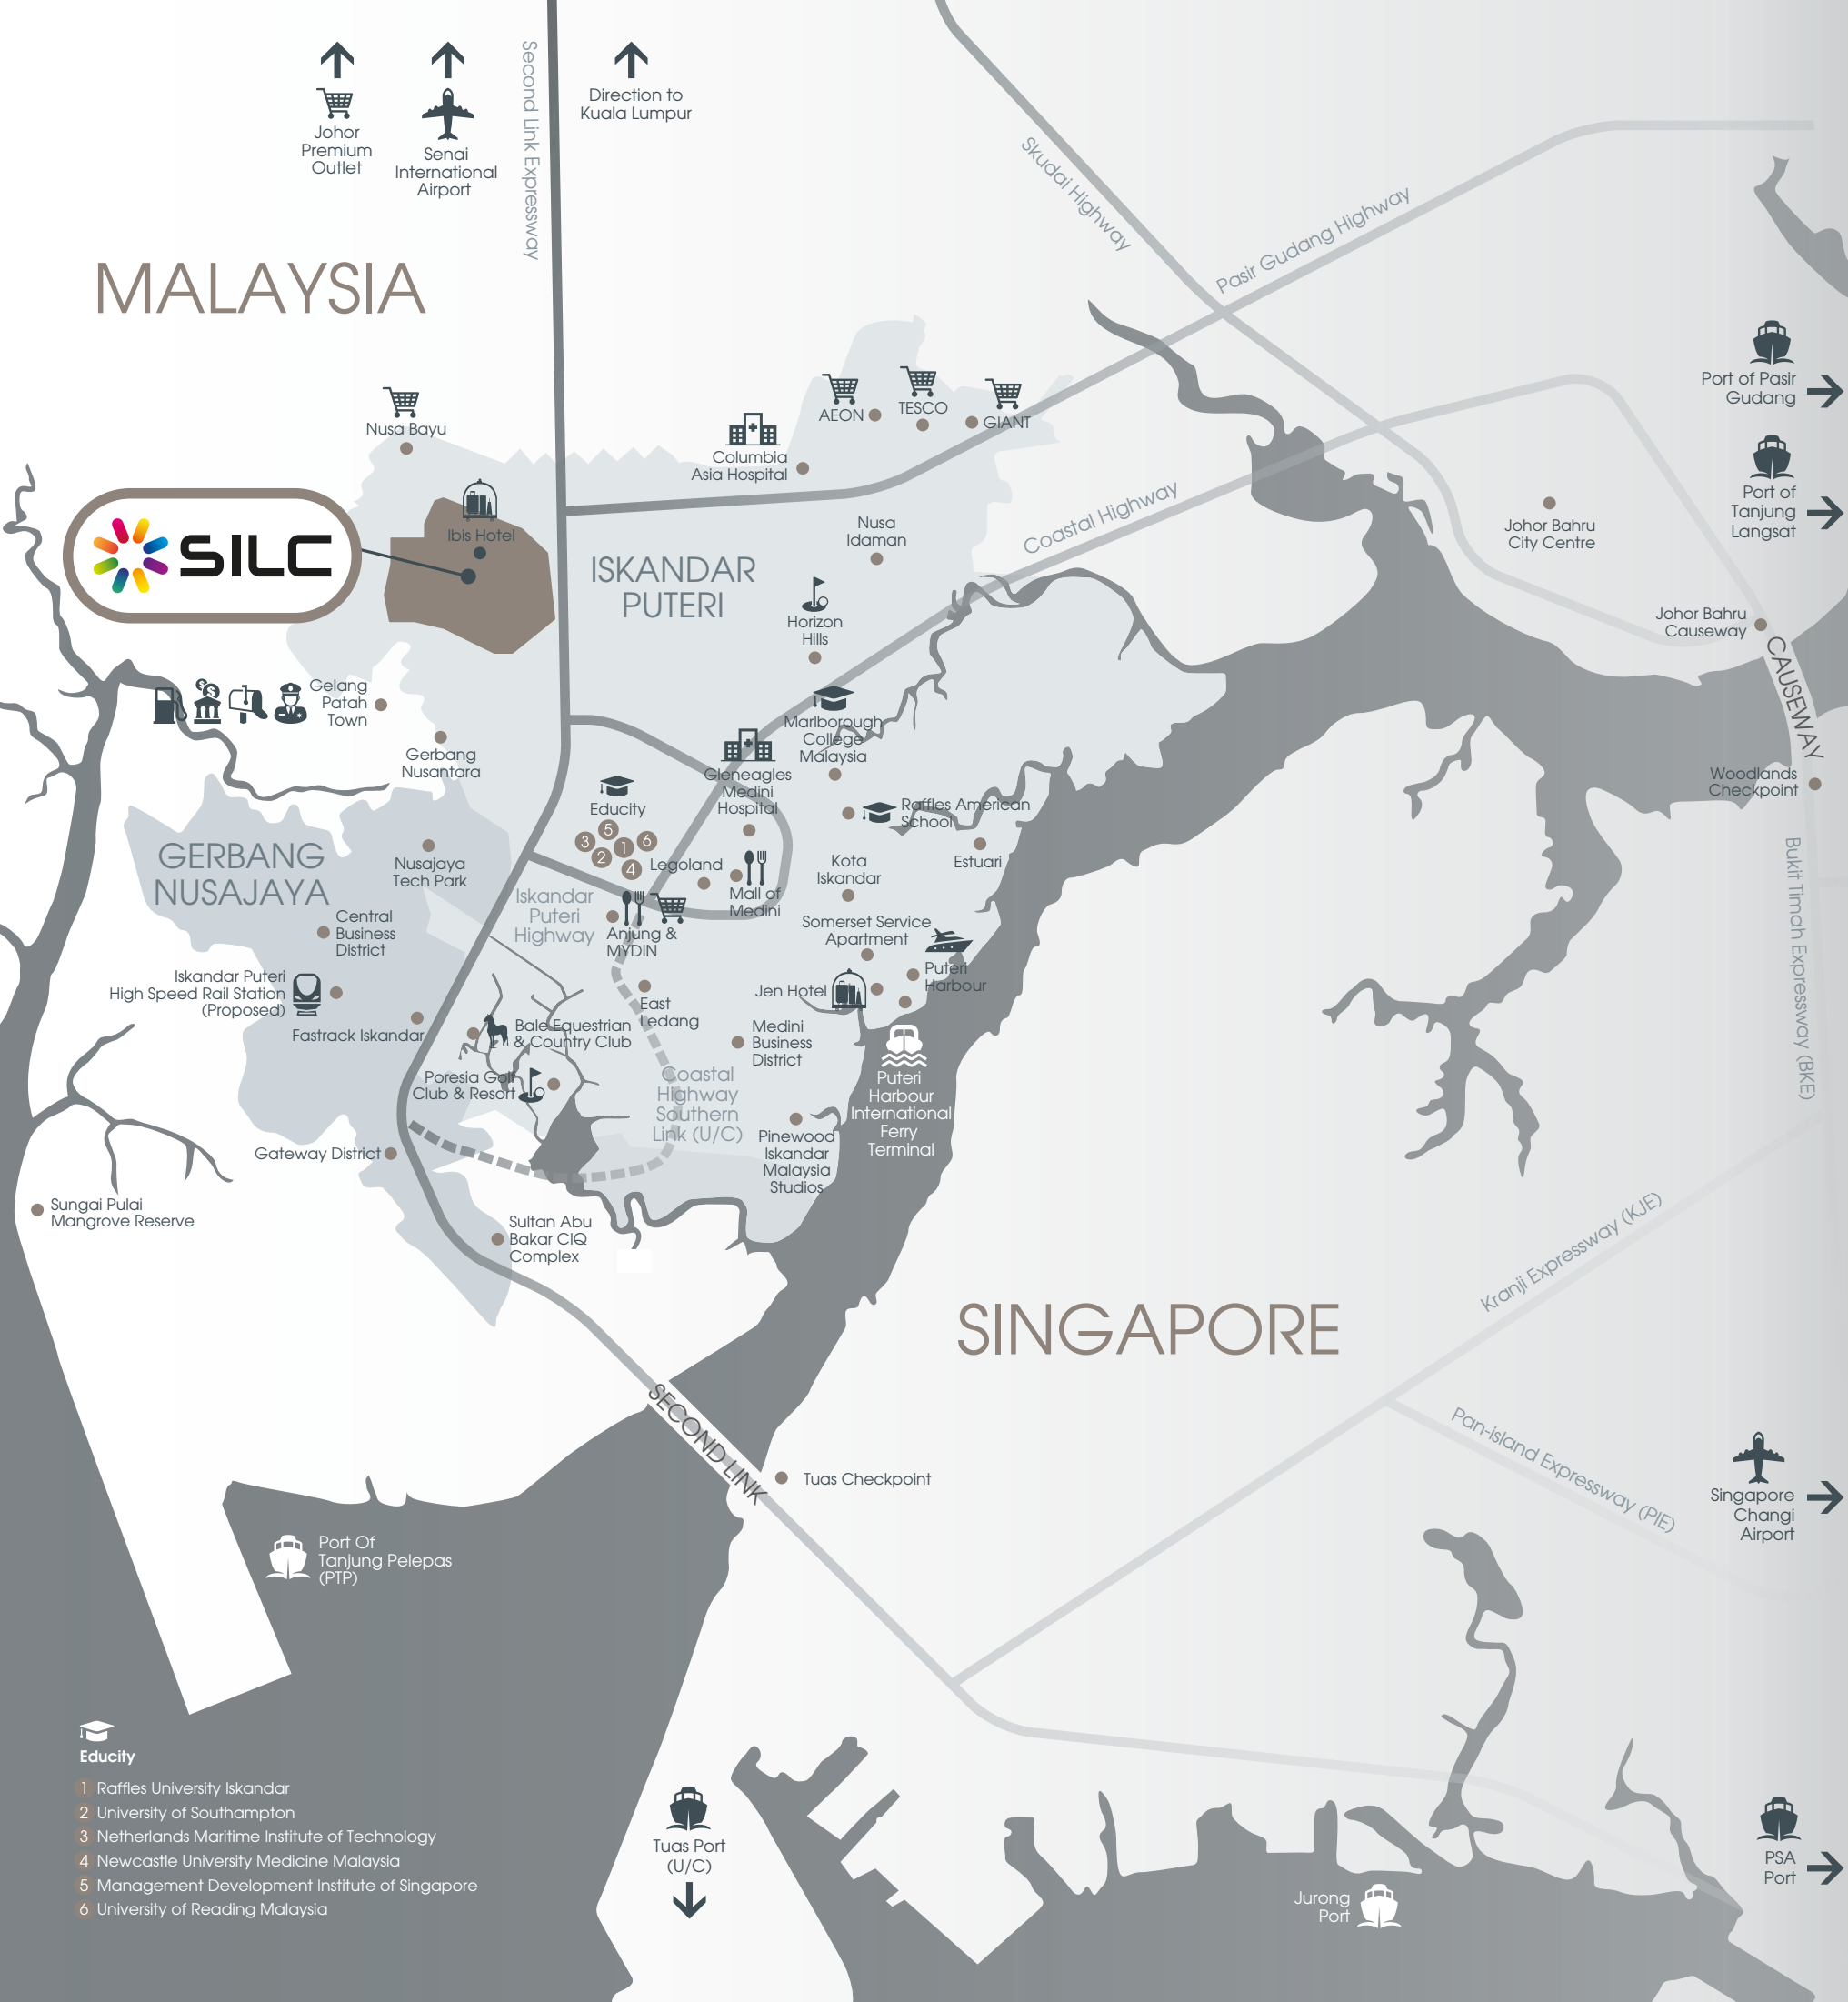 Johor
Premium
Outlet
Senai
International
Airport
Second Link Expressway
Direction to
Kuala Lumpur
Skudai Highway
Pasir Gudang Highway
MALAYSIA
Port of Pasir
Gudang
Port of
Tanjung
Langsat
Nusa Bayu
AEON
TESCO
GIANT
Columbia
Asia Hospital
SILC
Ibis Hotel
ISKANDAR
PUTERI
Nusa
Idaman
Coastal Highway
Johor Bahru
City Centre
Horizon
Hills
Johor Bahru
Causeway
CAUSEWAY
Gelang
Patah
Town
Gerbang
Nusantara
Marlborough
College
Malaysia
Gleneagles
Medini
Hospital
Woodlands
Checkpoint
Educity
5
3
1
6
2
4
Raffles American
School
Legoland
Mall of
Medini
Kota
Iskandar
Estuari
GERBANG
NUSAJAYA
Nusajaya
Tech Park
Iskandar
Puteri
Highway
Anjung &
MYDIN
Central
Business
District
Somerset Service
Apartment
Bukit Timah Expressway (BKE)
Iskandar Puteri
High Speed Rail Station
(Proposed)
Fastrack Iskandar
Jen Hotel
Puteri
Harbour
East
Ledang
Bale Equestrian
& Country Club
Medini
Business
District
Poresia Golf
Club & Resort
Coastal
Highway
Southern
Link (U/C)
Puteri
Harbour
International
Ferry
Terminal
Pinewood
Iskandar
Malaysia
Studios
Gateway District
Sungai Pulai
Mangrove Reserve
Sultan Abu
Bakar CIQ
Complex
Kranji Expressway (KJE)
SINGAPORE
SECOND LINK
Pan-island Expressway (PIE)
Tuas Checkpoint
Singapore
Changi
Airport
Port Of
Tanjung Pelepas
(PTP)
Educity
1 Raffles University Iskandar
2 University of Southampton
3 Netherlands Maritime Institute of Technology
4 Newcastle University Medicine Malaysia
5 Management Development Institute of Singapore
6 University of Reading Malaysia
Tuas Port
(U/C)
Jurong
Port
PSA
Port